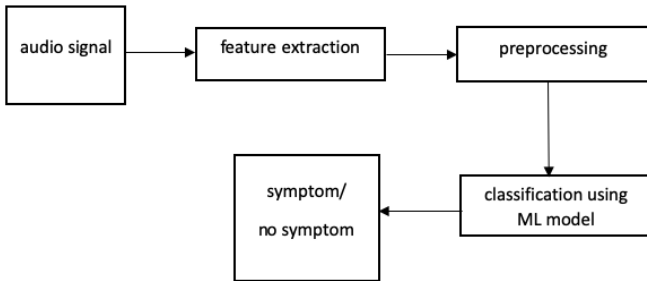 audio signal
feature extraction
preprocessing
classification using
ML model
symptom/
no symptom